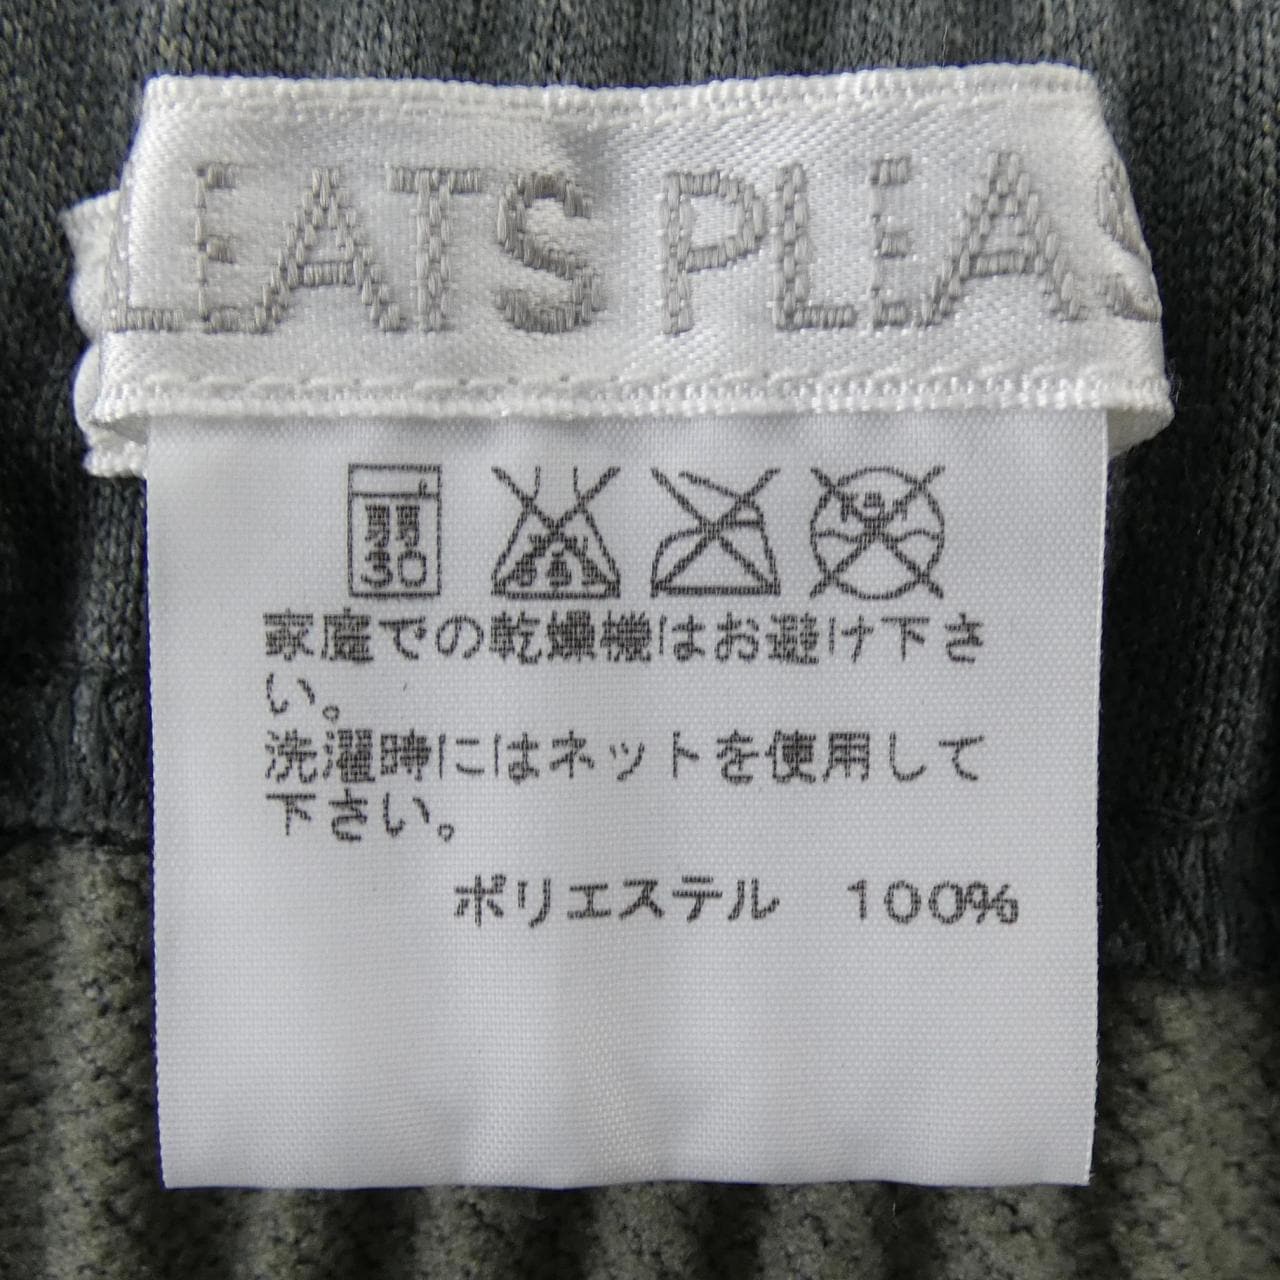 LEATS PLEAS
弱
30
家庭での乾燥機はお避け下さ
い。
洗濯時にはネットを使用して
下さい。
ポリエステル 100%